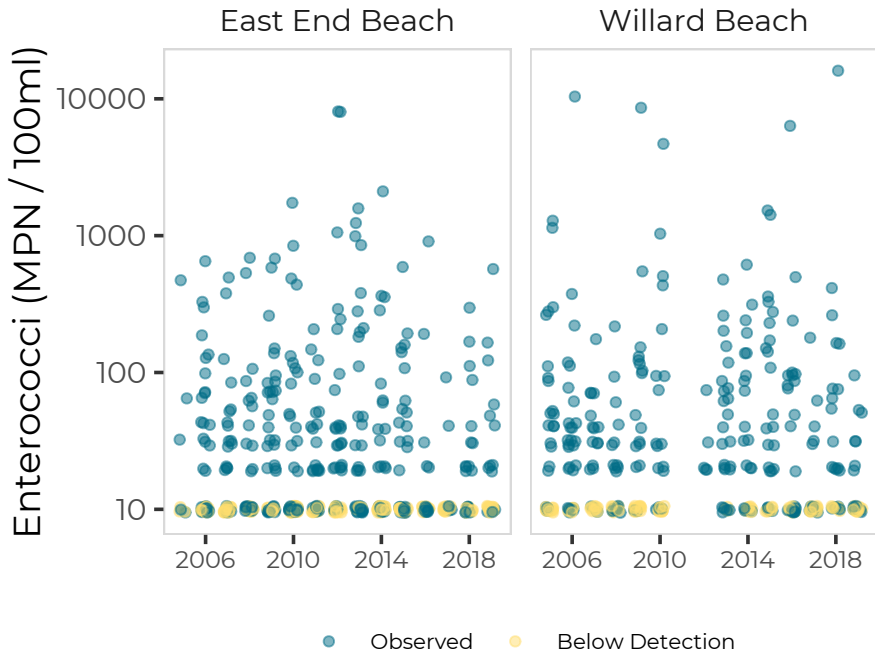 East End Beach
Willard Beach
Enterococci (MPN / 100ml)
10000
1000
100
10
2006 2010 2014 2018
2006 2010 2014 2018
Observed
Below Detection